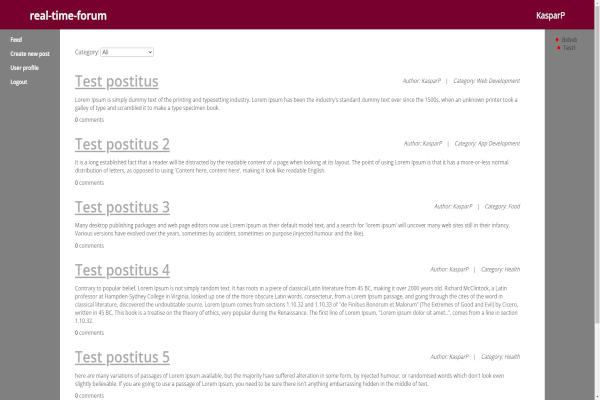 real-time-forum
KasparP
Feed
Create new post
User profile
Logout
Category: All
Test postitus
Author: KasparP | Category: Web Development
Lorem Ipsum is simply dummy text of the printing and typesetting industry. Lorem Ipsum has been the industry's standard dummy text ever since the 1500s, when an unknown printer took a
galley of type and scrambled it to make a type specimen book.
0 comments
Test postitus 2
Author: KasparP | Category: App Development
It is a long established fact that a reader will be distracted by the readable content of a page when looking at its layout. The point of using Lorem Ipsum is that it has a more-or-less normal
distribution of letters, as opposed to using 'Content here, content here', making it look like readable English.
0 comments
Test postitus 3
Author: KasparP | Category: Food
Many desktop publishing packages and web page editors now use Lorem Ipsum as their default model text, and a search for 'lorem ipsum' will uncover many web sites still in their infancy.
Various versions have evolved over the years, sometimes by accident, sometimes on purpose (injected humour and the like).
0 comments
Test postitus 4
Author: KasparP | Category: Health
Contrary to popular belief, Lorem Ipsum is not simply random text. It has roots in a piece of classical Latin literature from 45 BC, making it over 2000 years old. Richard McClintock, a Latin
professor at Hampden-Sydney College in Virginia, looked up one of the more obscure Latin words, consectetur, from a Lorem Ipsum passage, and going through the cites of the word in
classical literature, discovered the undoubtable source. Lorem Ipsum comes from sections 1.10.32 and 1.10.33 of "de Finibus Bonorum et Malorum" (The Extremes of Good and Evil) by Cicero,
written in 45 BC. This book is a treatise on the theory of ethics, very popular during the Renaissance. The first line of Lorem Ipsum, "Lorem ipsum dolor sit amet..", comes from a line in section
1.10.32.
0 comments
Test postitus 5
Author: KasparP | Category: Health
here are many variations of passages of Lorem Ipsum available, but the majority have suffered alteration in some form, by injected humour, or randomised words which don't look even
slightly believable. If you are going to use a passage of Lorem Ipsum, you need to be sure there isn't anything embarrassing hidden in the middle of text.
0 comments